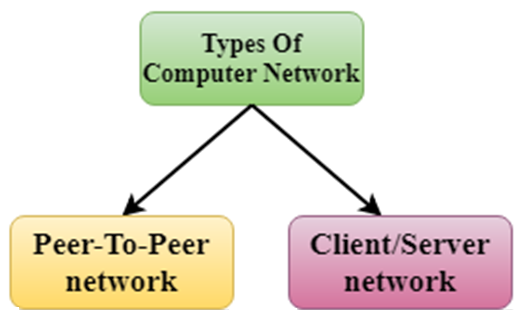 Types Of
Computer Network
Peer-To-Peer
network
Client/Server
network